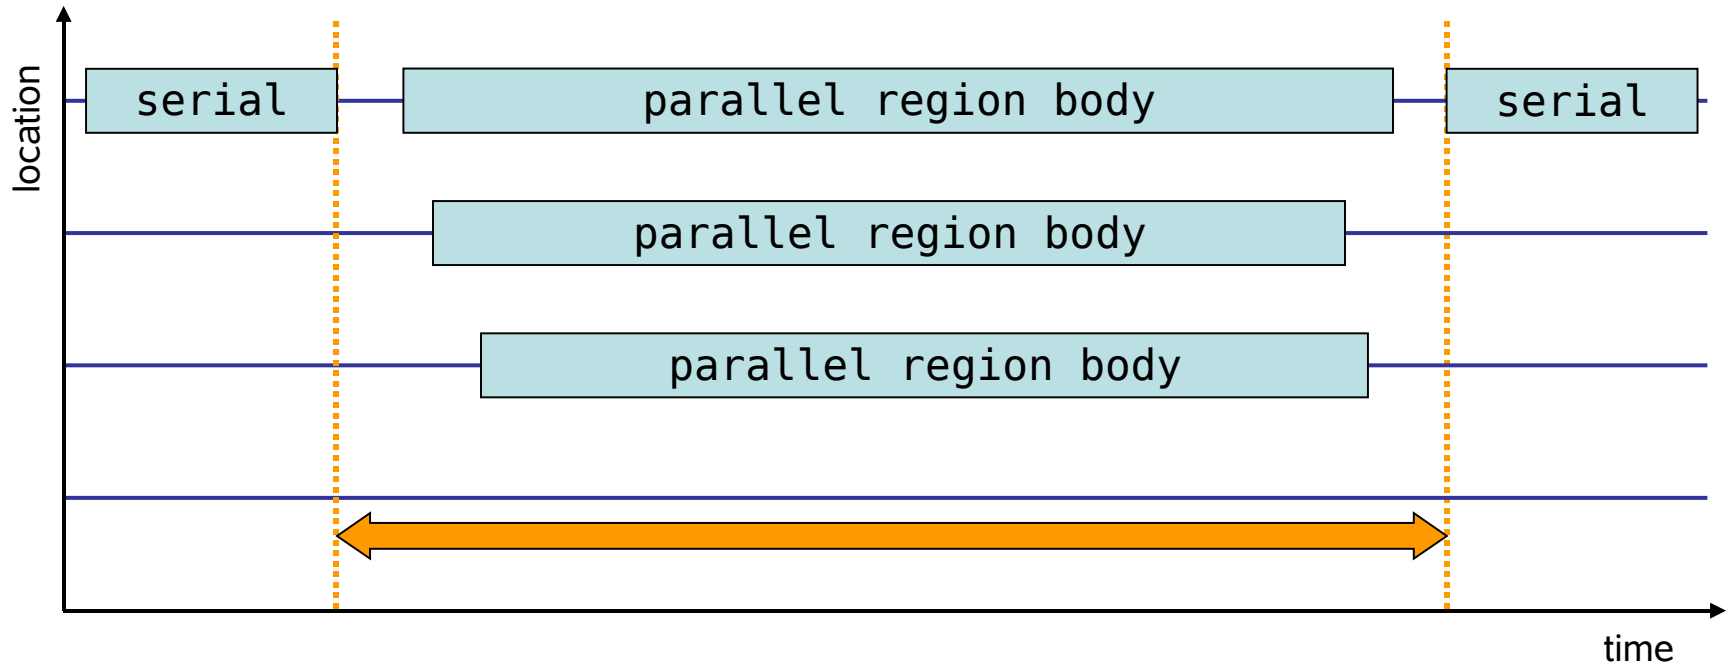 location
serial
parallel region body
serial
parallel region body
parallel region body
time